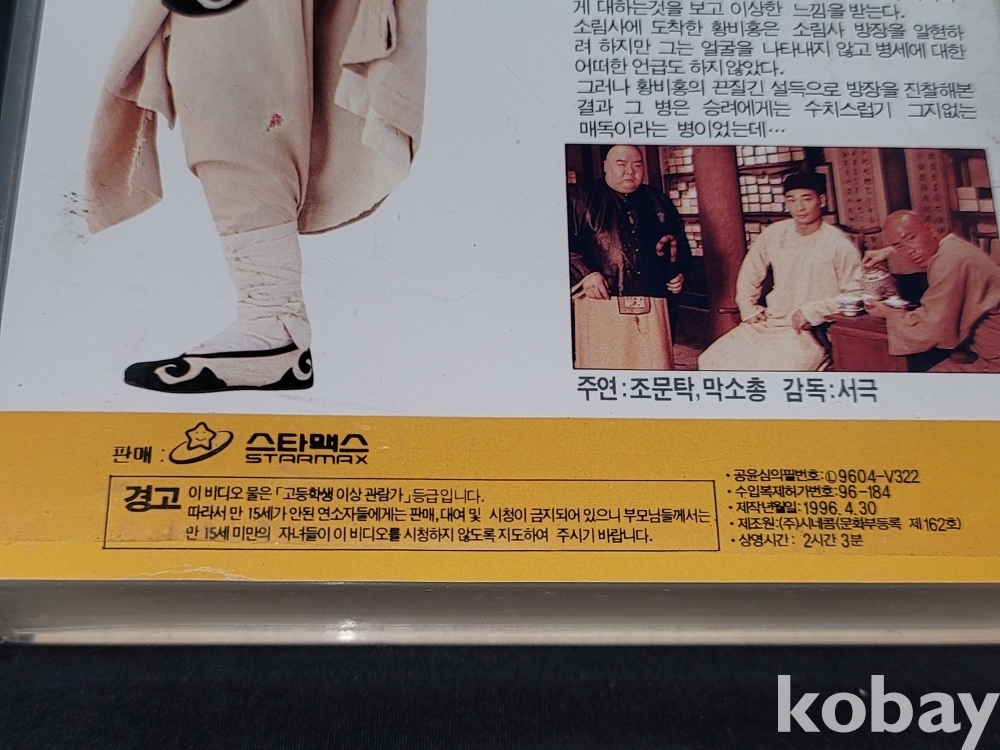 게 대하는것을 보고 이상한 느낌을 받는다.
소림사에 도착한 황비홍은 소림사 방장을 알현하
려 하지만 그는 얼굴을 나타내지 않고 병세에 대한
어떠한 언급도 하지않았다.
그러나 황비홍의 끈질긴 설득으로 방장을 진찰해본
결과 그 병은 승려에게는 수치스럽기 그지없는
매독이라는 병이었는데…
주연:조문탁,막소총 감독:서극
판매: 스타맥스
STARMAX
경고 이 비디오 물은 「고등학생 이상 관람가」 등급입니다.
따라서 만 15세가 안된 연소자들에게는 판매, 대여 및 시청이 금지되어 있으니 부모님들께서는
만 15세 미만의 자녀들이 이 비디오를 시청하지 않도록 지도하여 주시기 바랍니다.
·공윤심의필번호:Ⓛ9604-V322
·수입복제허가번호:96-184
·제작년월일:1996.4.30
·제조원:(주)시네콤(문화부등록 제162호)
·상영시간: 2시간 3분
kobay